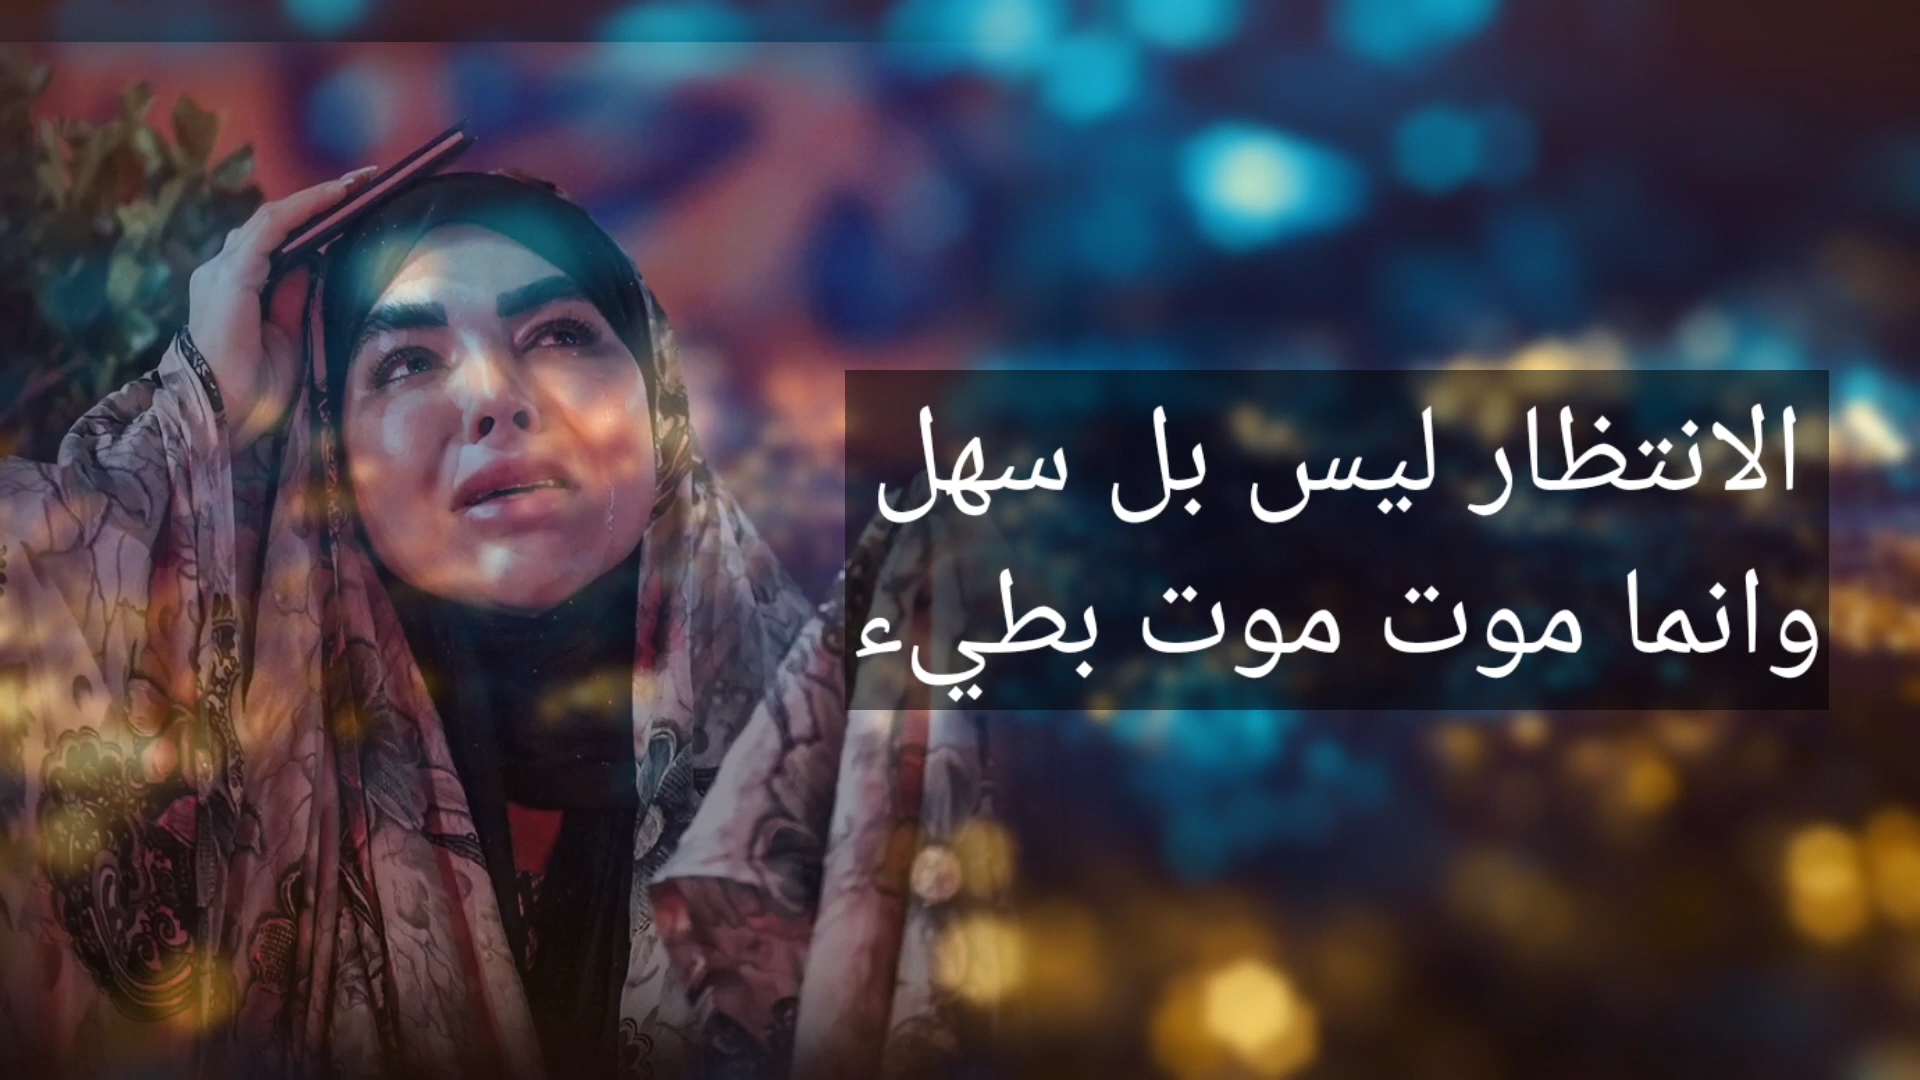 الانتظار ليس بل سهل
وانما موت موت بطيء